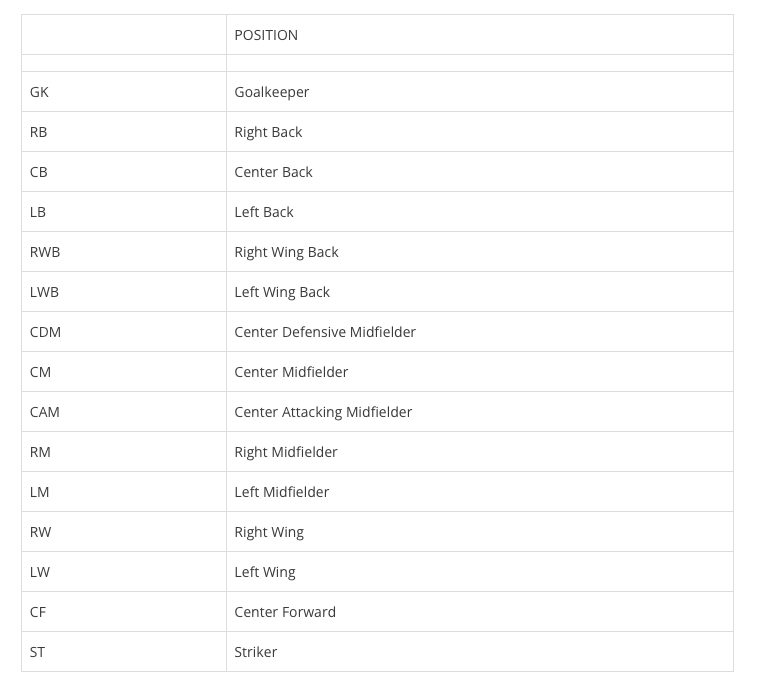 POSITION
GK Goalkeeper
RB Right Back
CB Center Back
LB Left Back
RWB Right Wing Back
LWB Left Wing Back
CDM Center Defensive Midfielder
CM Center Midfielder
CAM Center Attacking Midfielder
RM Right Midfielder
LM Left Midfielder
RW Right Wing
LW Left Wing
CF Center Forward
ST Striker